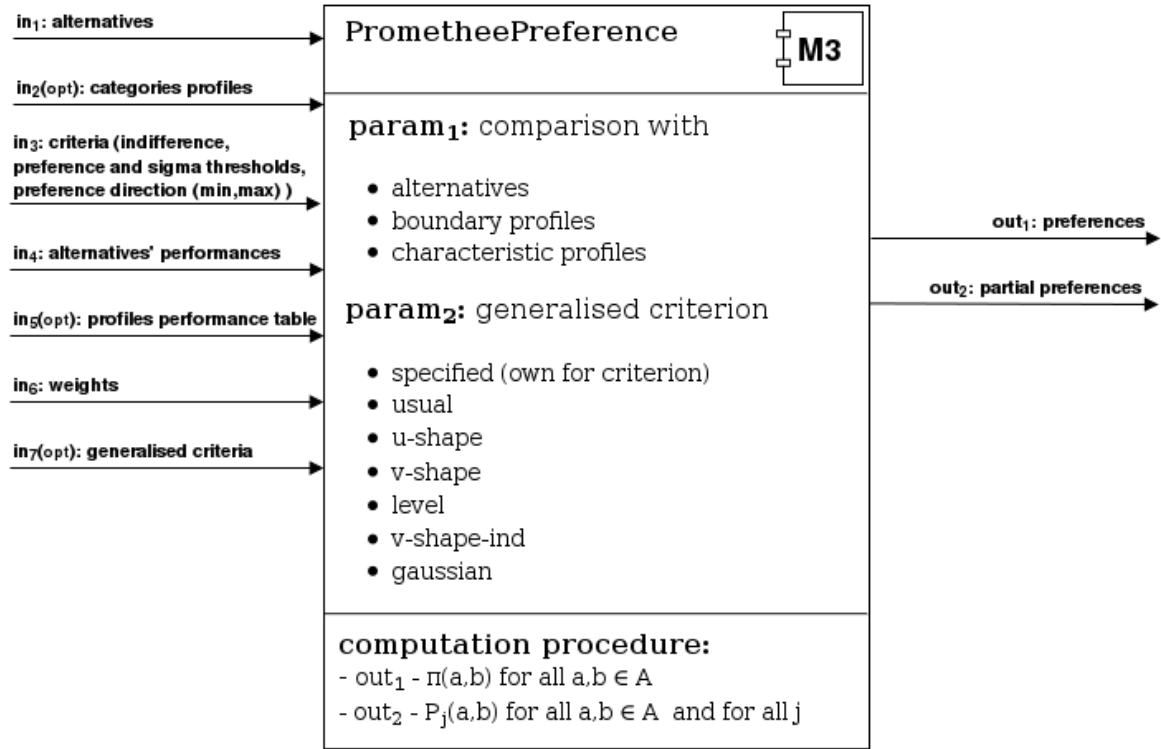 in₁: alternatives
in₂(opt): categories profiles
in₃: criteria (indifference,
preference and sigma thresholds,
preference direction (min,max) )
in₄: alternatives' performances
in₅(opt): profiles performance table
in₆: weights
in₇(opt): generalised criteria
PrometheePreference
M3
param₁: comparison with
• alternatives
• boundary profiles
• characteristic profiles
param₂: generalised criterion
• specified (own for criterion)
• usual
• u-shape
• v-shape
• level
• v-shape-ind
• gaussian
computation procedure:
- out₁ - π(a,b) for all a,b ∈ A
- out₂ - Pⱼ(a,b) for all a,b ∈ A and for all j
out₁: preferences
out₂: partial preferences